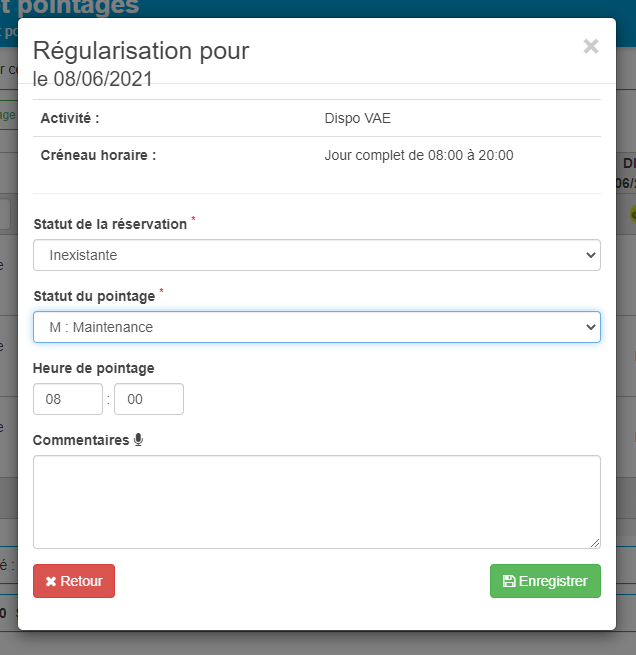 t pointages
Régularisation pour
×
le 08/06/2021
Activité :
Dispo VAE
Créneau horaire :
Jour complet de 08:00 à 20:00
Statut de la réservation *
Inexistante
Statut du pointage *
M : Maintenance
Heure de pointage
08 : 00
Commentaires
Retour
Enregistrer